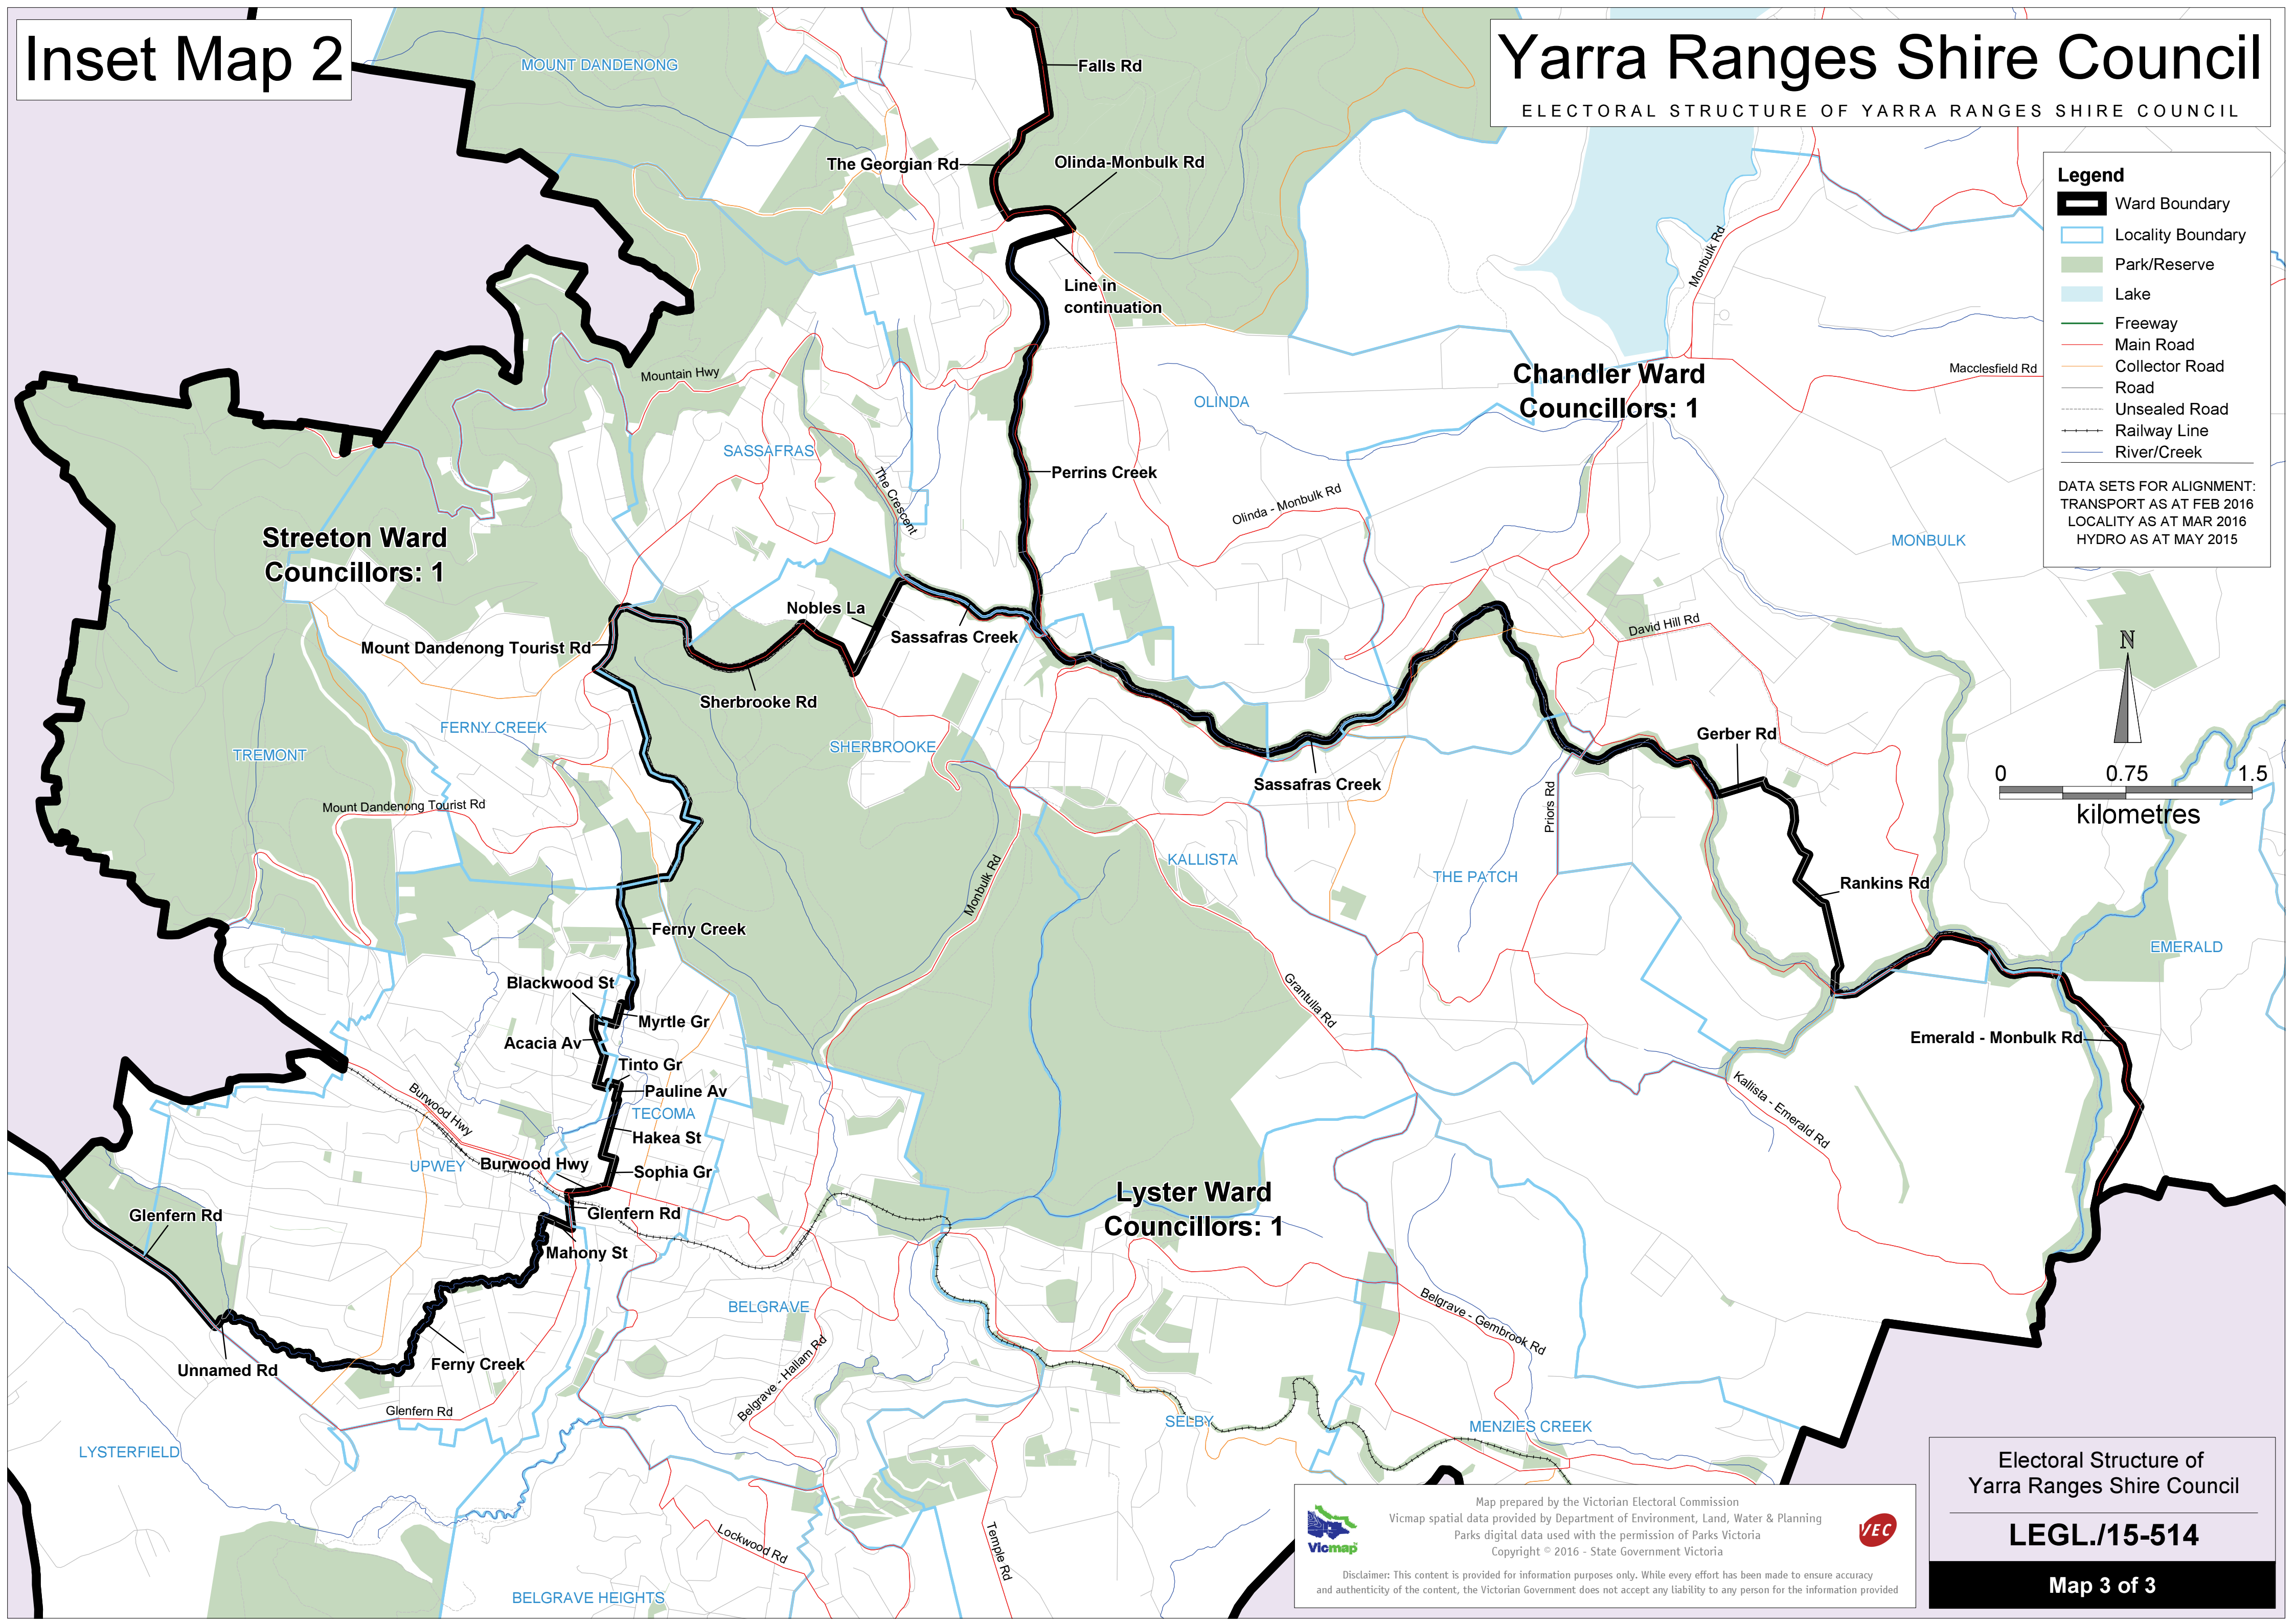 Inset Map 2
Yarra Ranges Shire Council
ELECTORAL STRUCTURE OF YARRA RANGES SHIRE COUNCIL
MOUNT DANDENONG
Falls Rd
The Georgian Rd
Olinda-Monbulk Rd
Line in
continuation
Monbulk Rd
Legend
Ward Boundary
Locality Boundary
Park/Reserve
Lake
Freeway
Main Road
Collector Road
Road
Unsealed Road
Railway Line
River/Creek
DATA SETS FOR ALIGNMENT:
TRANSPORT AS AT FEB 2016
LOCALITY AS AT MAR 2016
HYDRO AS AT MAY 2015
Mountain Hwy
Chandler Ward
Councillors: 1
Macclesfield Rd
OLINDA
SASSAFRAS
The Crescent
Perrins Creek
Olinda - Monbulk Rd
MONBULK
Streeton Ward
Councillors: 1
Nobles La
Sassafras Creek
Mount Dandenong Tourist Rd
Sherbrooke Rd
David Hill Rd
N
FERNY CREEK
TREMONT
SHERBROOKE
Gerber Rd
Sassafras Creek
0 0.75 1.5
kilometres
Mount Dandenong Tourist Rd
Priors Rd
KALLISTA
THE PATCH
Rankins Rd
Monbulk Rd
Ferny Creek
EMERALD
Blackwood St
Myrtle Gr
Grantulla Rd
Acacia Av
Emerald - Monbulk Rd
Tinto Gr
Pauline Av
TECOMA
Burwood Hwy
Kallista - Emerald Rd
Hakea St
UPWEY
Burwood Hwy
Sophia Gr
Lyster Ward
Councillors: 1
Glenfern Rd
Glenfern Rd
Mahony St
BELGRAVE
Belgrave - Gembrook Rd
Unnamed Rd
Ferny Creek
Belgrave - Hallam Rd
Glenfern Rd
SELBY
MENZIES CREEK
LYSTERFIELD
Lockwood Rd
Temple Rd
BELGRAVE HEIGHTS
Vicmap
Map prepared by the Victorian Electoral Commission
Vicmap spatial data provided by Department of Environment, Land, Water & Planning
Parks digital data used with the permission of Parks Victoria
Copyright © 2016 - State Government Victoria
VEC
Disclaimer: This content is provided for information purposes only. While every effort has been made to ensure accuracy
and authenticity of the content, the Victorian Government does not accept any liability to any person for the information provided
Electoral Structure of
Yarra Ranges Shire Council
LEGL./15-514
Map 3 of 3